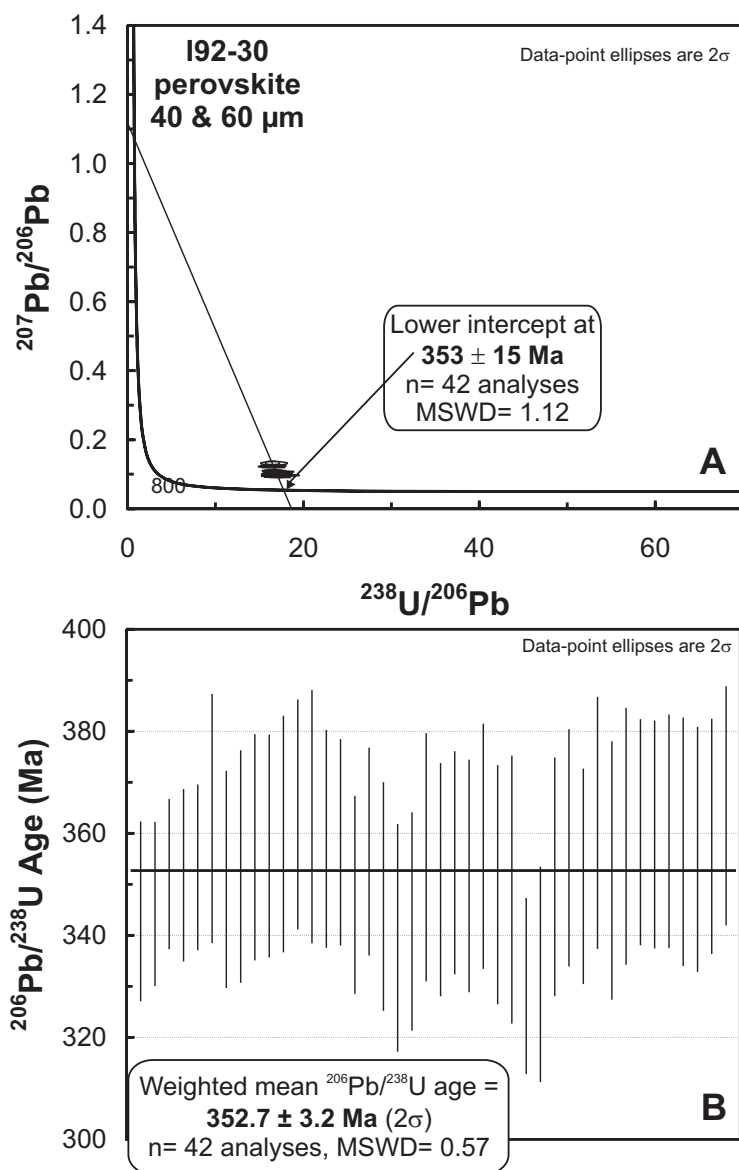 I92-30
perovskite
40 & 60 µm
Data-point ellipses are 2σ
1.4
1.2
1.0
0.8
0.6
0.4
0.2
0.0
²⁰⁷Pb/²⁰⁶Pb
Lower intercept at
353 ± 15 Ma
n= 42 analyses
MSWD= 1.12
800
A
0 20 40 60
²³⁸U/²⁰⁶Pb
Data-point ellipses are 2σ
400
380
360
340
320
300
²⁰⁶Pb/²³⁸U Age (Ma)
Weighted mean ²⁰⁶Pb/²³⁸U age =
352.7 ± 3.2 Ma (2σ)
n= 42 analyses, MSWD= 0.57
B